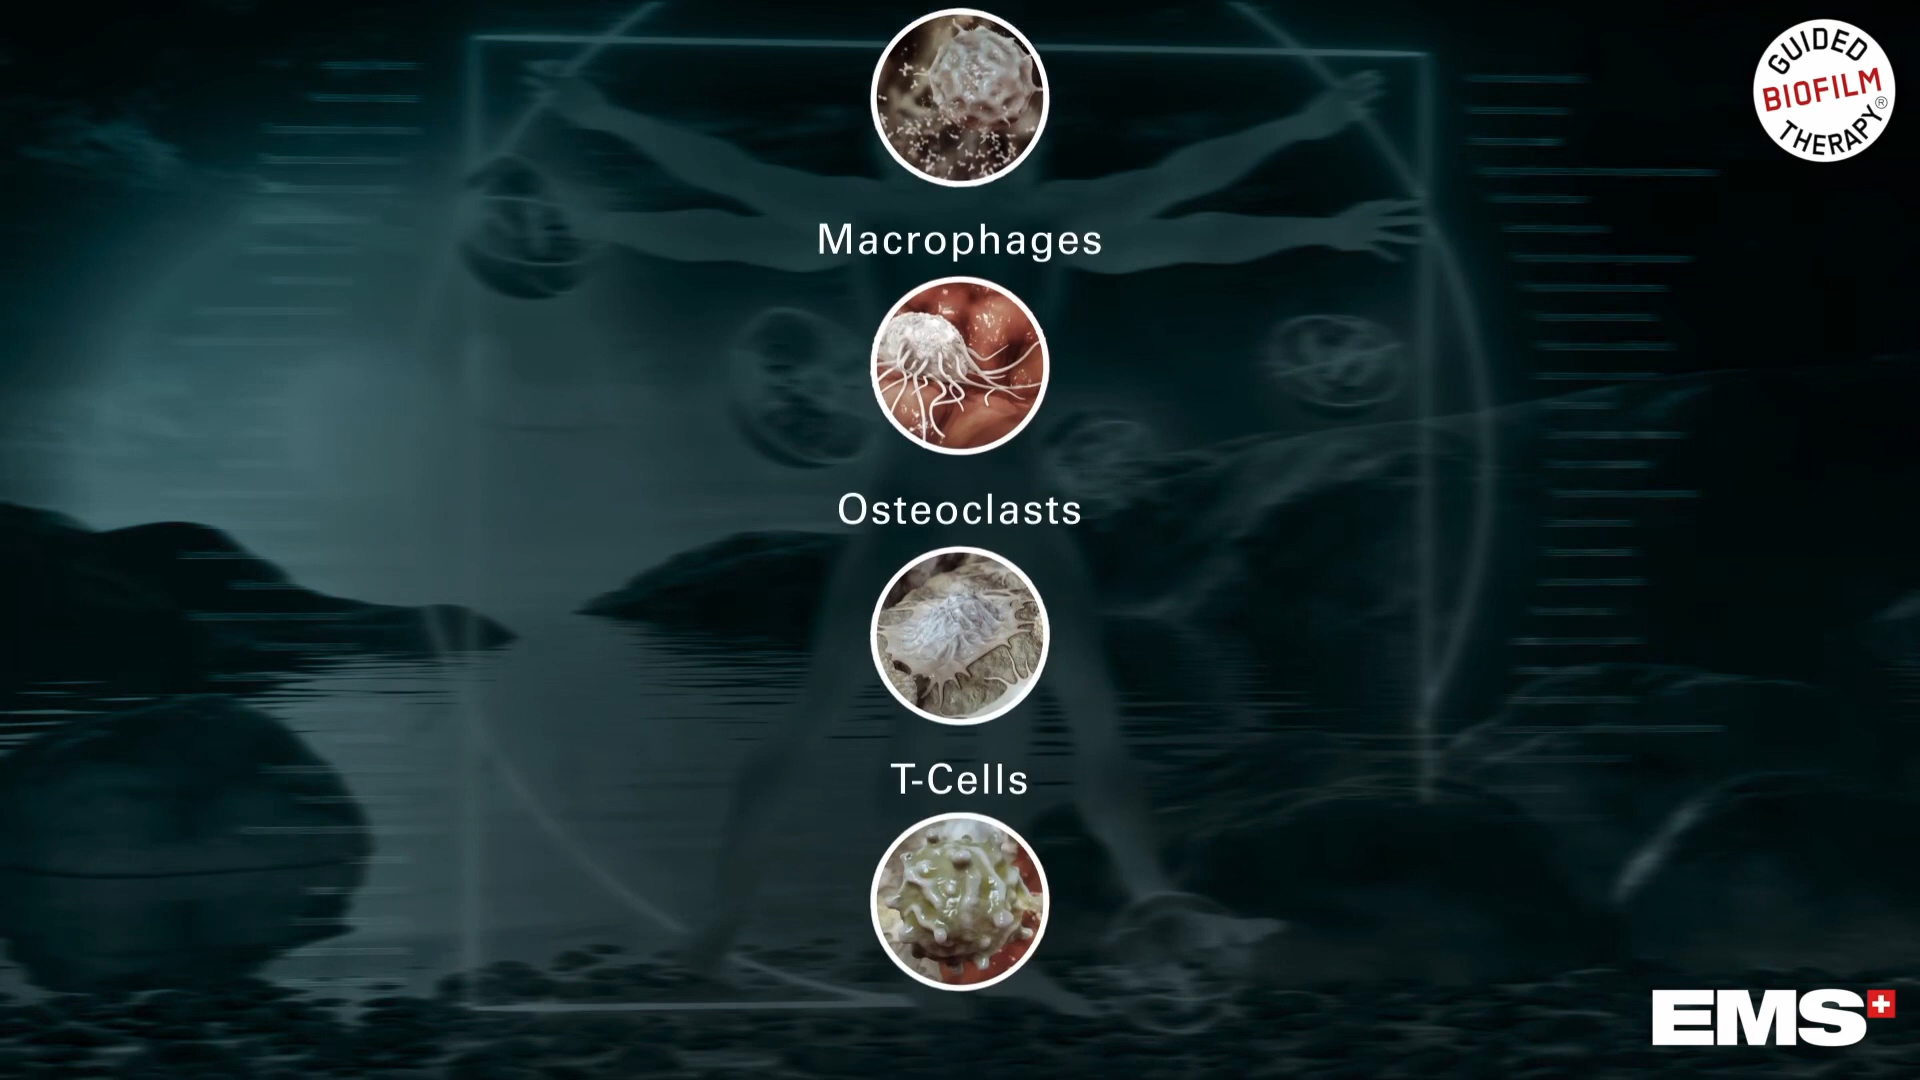 GUIDED
BIOFILM
THERAPY®
Macrophages
Osteoclasts
T-Cells
EMS+